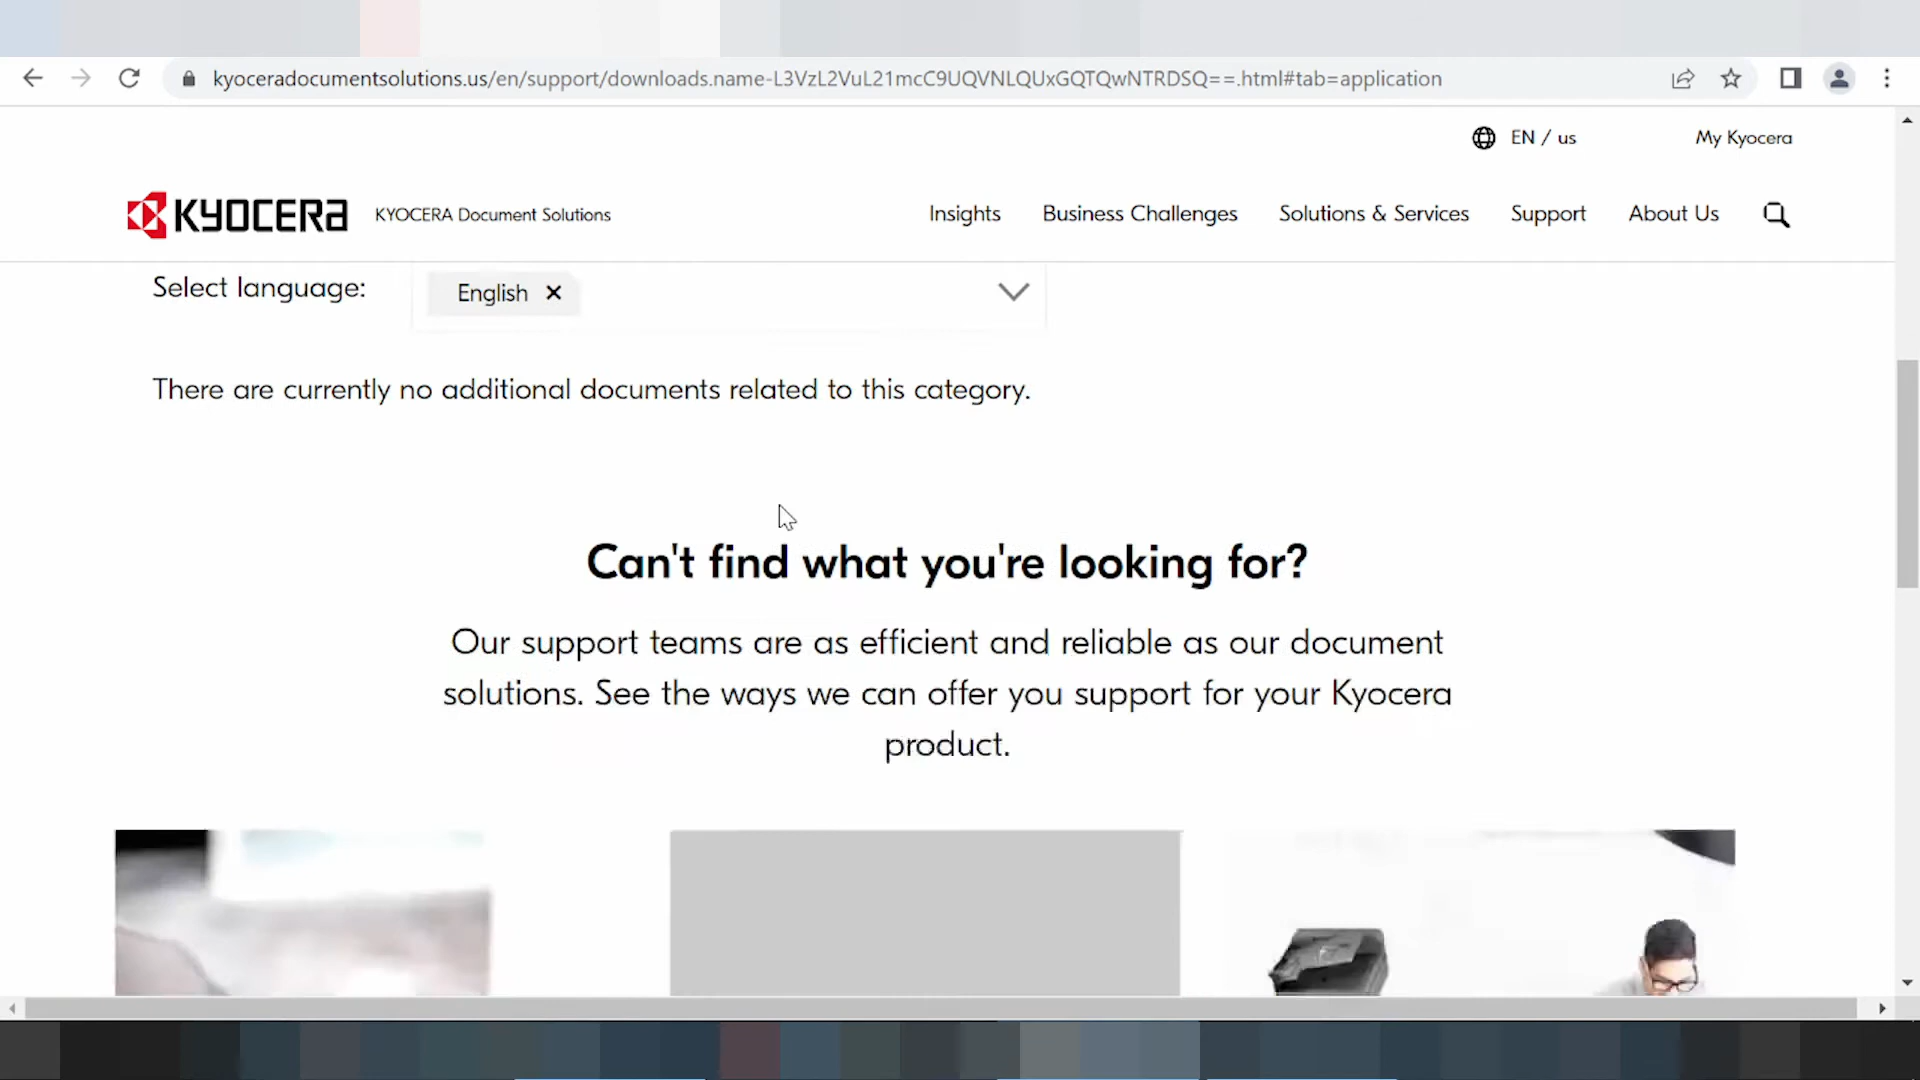 kyoceradocumentsolutions.us/en/support/downloads.name-L3VzL2VuL21mcC9UQVNLQUxGQTQwNTRDSQ==.html#tab=application
EN / us
My Kyocera
KYOCERA
KYOCERA Document Solutions
Insights
Business Challenges
Solutions & Services
Support
About Us
Select language:
English
There are currently no additional documents related to this category.
Can't find what you're looking for?
Our support teams are as efficient and reliable as our document
solutions. See the ways we can offer you support for your Kyocera
product.